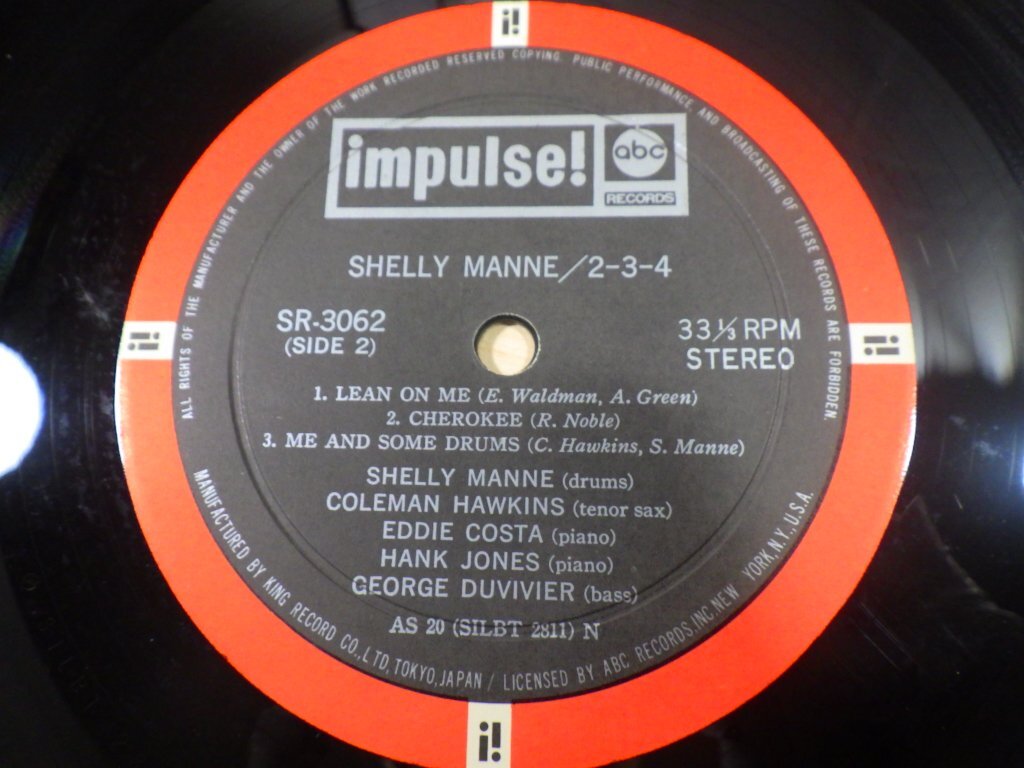 i!
ALL RIGHTS OF THE MANUFACTURER AND THE OWNER OF THE WORK RECORDED RESERVED COPYING. PUBLIC PERFORMANCE AND BROADCASTING OF THESE RECORDS ARE FORBIDDEN.
impulse!
abc
RECORDS
SHELLY MANNE/2-3-4
SR-3062
(SIDE 2)
33⅓ RPM
STEREO
i!
i!
1. LEAN ON ME (E. Waldman, A. Green)
2. CHEROKEE (R. Noble)
3. ME AND SOME DRUMS (C. Hawkins, S. Manne)
SHELLY MANNE (drums)
COLEMAN HAWKINS (tenor sax)
EDDIE COSTA (piano)
HANK JONES (piano)
GEORGE DUVIVIER (bass)
AS 20 (SILBT 2811) N
MANUFACTURED BY KING RECORD CO., LTD, TOKYO, JAPAN / LICENSED BY ABC RECORDS, INC. NEW YORK, N.Y., U.S.A.
i!